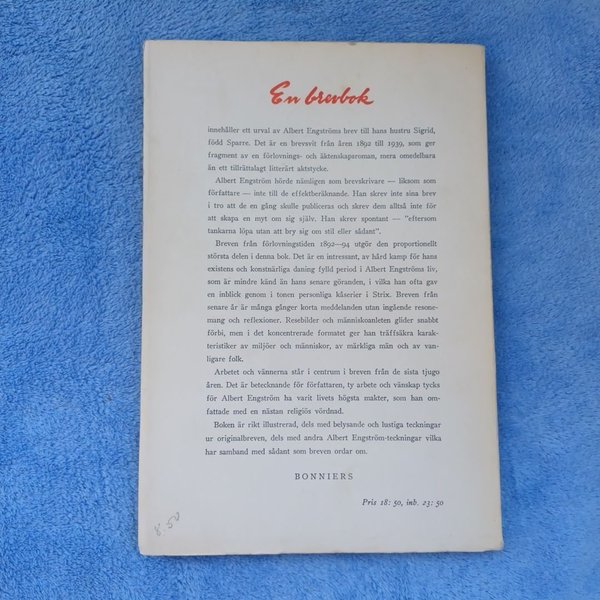 En brevbok
innehåller ett urval av Albert Engströms brev till hans hustru Sigrid,
född Sparre. Det är en brevsvit från åren 1892 till 1939, som ger
fragment av en förlovnings- och äktenskapsroman, mera omedelbara
än ett tillrättalagt litterärt aktstycke.
Albert Engström hörde nämligen som brevskrivare — liksom som
författare — inte till de effektberäknande. Han skrev inte sina brev
i tro att de en gång skulle publiceras och skrev dem alltså inte för
att skapa en myt om sig själv. Han skrev spontant — "eftersom
tankarna löpa utan att bry sig om stil eller sådant".
Breven från förlovningstiden 1892—94 utgör den proportionellt
största delen i denna bok. Det är en intressant, av hård kamp för hans
existens och konstnärliga daning fylld period i Albert Engströms liv,
som är mindre känd än hans senare göranden, i vilka han ofta gav
en inblick genom i tonen personliga kåserier i Strix. Breven från
senare år är många gånger korta meddelanden utan ingående resone-
mang och reflexioner. Resebilder och människoanleten glider snabbt
förbi, men i det koncentrerade formatet ger han träffsäkra karak-
teristiker av miljöer och människor, av märkliga män och av van-
ligare folk.
Arbetet och vännerna står i centrum i breven från de sista tjugo
åren. Det är betecknande för författaren, ty arbete och vänskap tycks
för Albert Engström ha varit livets högsta makter, som han om-
fattade med en nästan religiös vördnad.
Boken är rikt illustrerad, dels med belysande och lustiga teckningar
ur originalbreven, dels med andra Albert Engström-teckningar vilka
har samband med sådant som breven ordar om.
BONNIERS
Pris 18: 50, inb. 23: 50
8.50